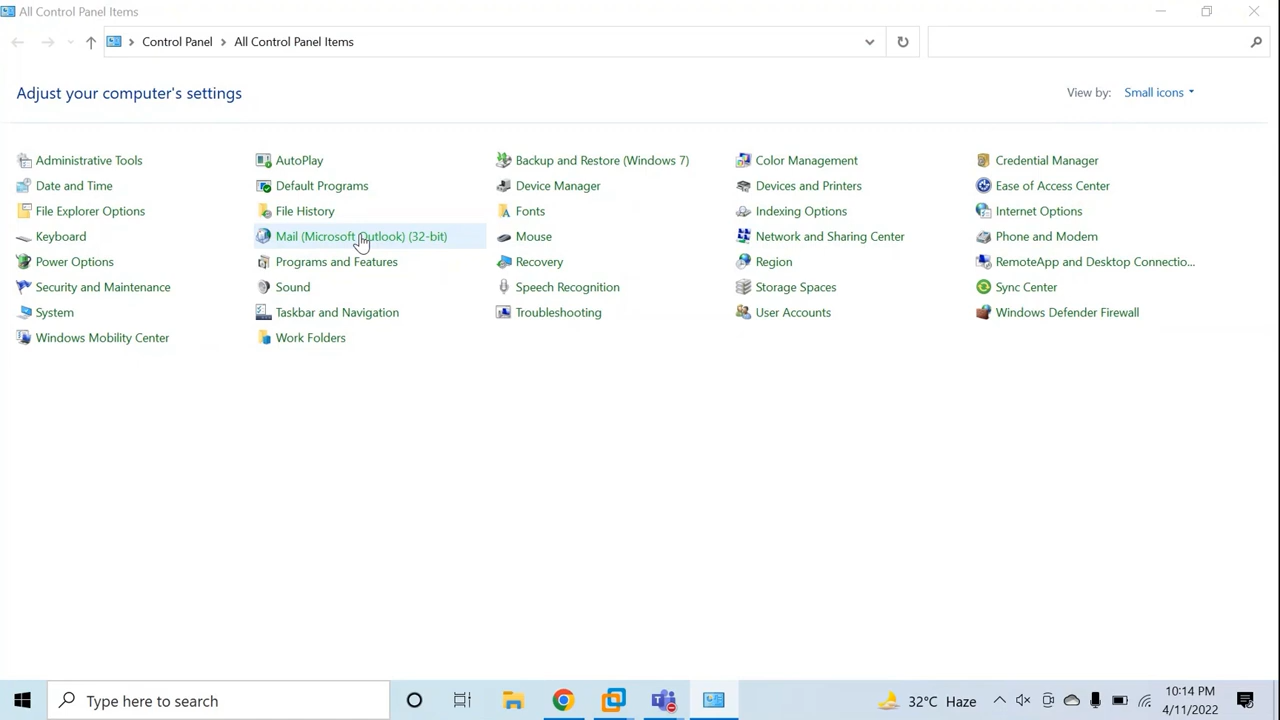 All Control Panel Items
Control Panel > All Control Panel Items
Adjust your computer's settings
View by: Small icons
Administrative Tools AutoPlay Backup and Restore (Windows 7) Color Management Credential Manager
Date and Time Default Programs Device Manager Devices and Printers Ease of Access Center
File Explorer Options File History Fonts Indexing Options Internet Options
Keyboard Mail (Microsoft Outlook) (32-bit) Mouse Network and Sharing Center Phone and Modem
Power Options Programs and Features Recovery Region RemoteApp and Desktop Connectio...
Security and Maintenance Sound Speech Recognition Storage Spaces Sync Center
System Taskbar and Navigation Troubleshooting User Accounts Windows Defender Firewall
Windows Mobility Center Work Folders
Type here to search 32°C Haze 10:14 PM
4/11/2022